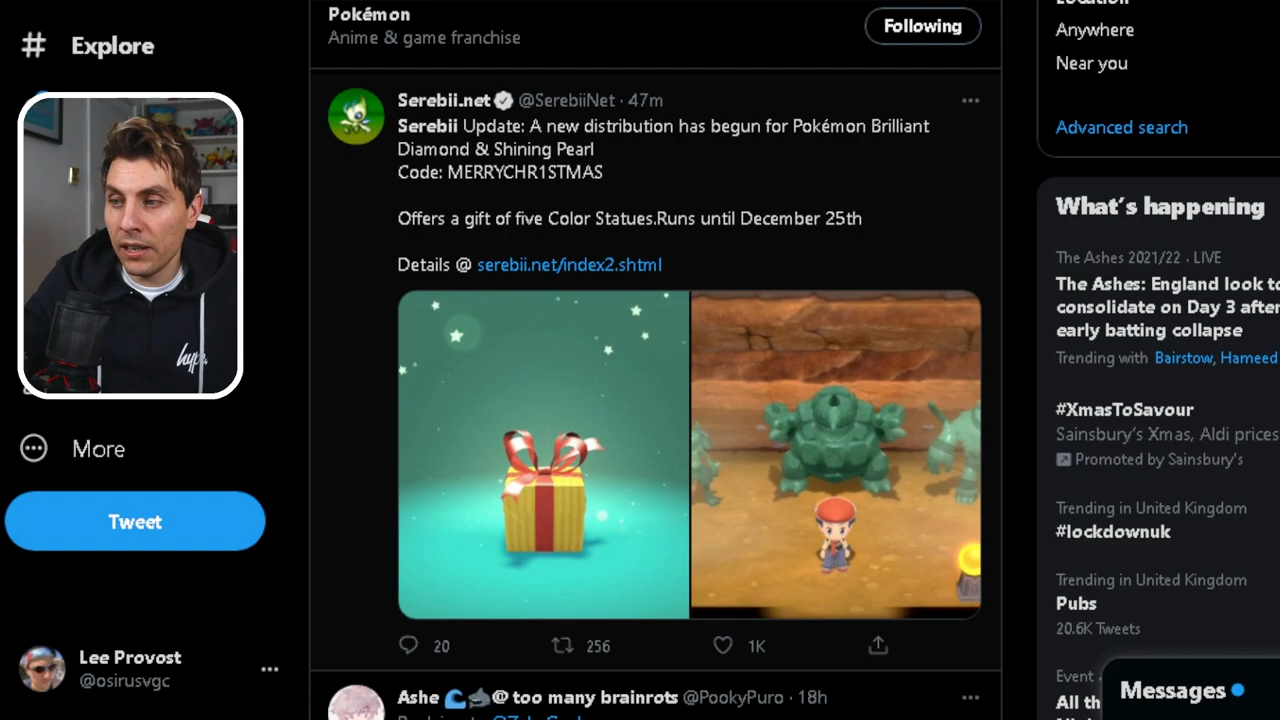 # Explore
More
Tweet
Lee Provost
@osirusvgc
Pokémon
Anime & game franchise
Following
Serebii.net @SerebiiNet · 47m
Serebii Update: A new distribution has begun for Pokémon Brilliant
Diamond & Shining Pearl
Code: MERRYCHR1STMAS
Offers a gift of five Color Statues.Runs until December 25th
Details @ serebii.net/index2.shtml
20 256 1K
Ashe @ too many brainrots @PookyPuro · 18h
hype.
Location
Anywhere
Near you
Advanced search
What's happening
The Ashes 2021/22 · LIVE
The Ashes: England look to
consolidate on Day 3 after
early batting collapse
Trending with Bairstow, Hameed
#XmasToSavour
Sainsbury's Xmas, Aldi prices
Promoted by Sainsbury's
Trending in United Kingdom
#lockdownuk
Trending in United Kingdom
Pubs
20.6K Tweets
Event
All th
Messages